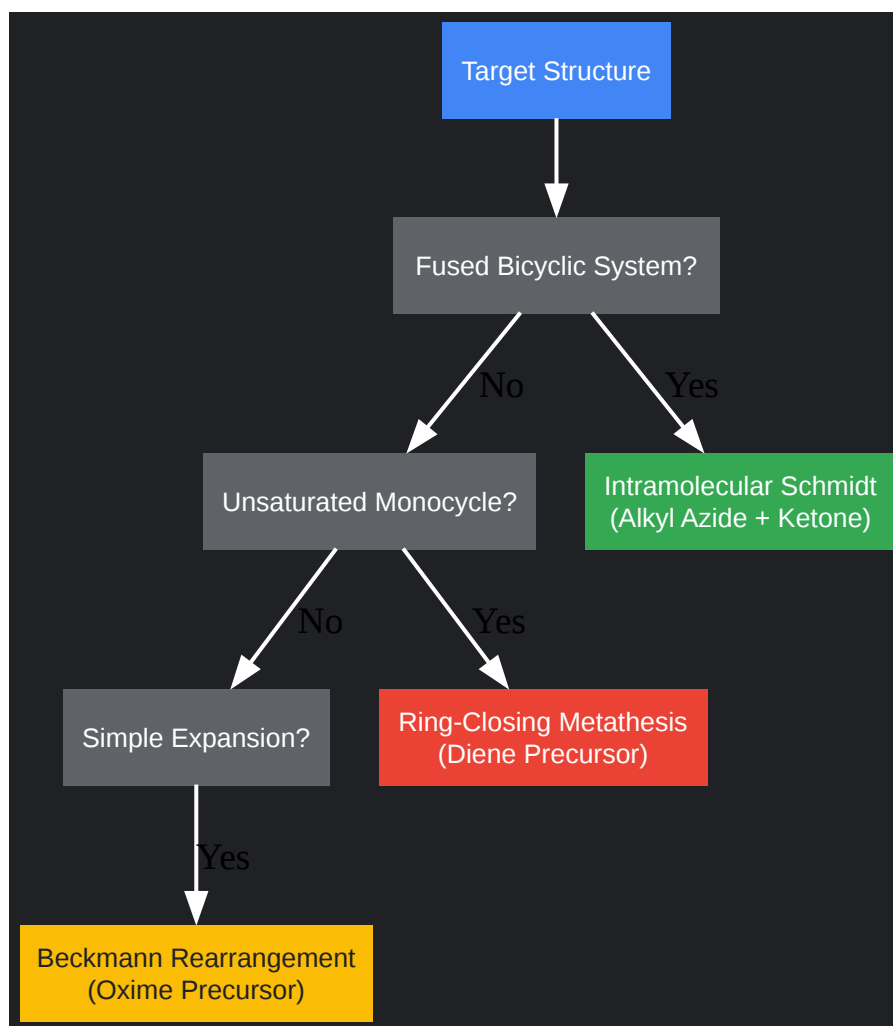 Target Structure
Fused Bicyclic System?
No
Yes
Unsaturated Monocycle?
Intramolecular Schmidt
(Alkyl Azide + Ketone)
No
Yes
Simple Expansion?
Ring-Closing Metathesis
(Diene Precursor)
Yes
Beckmann Rearrangement
(Oxime Precursor)